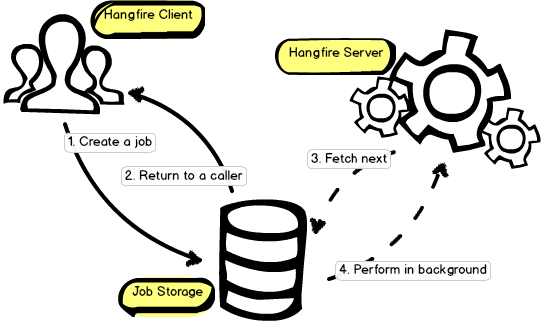 Hangfire Client
Hangfire Server
1. Create a job
2. Return to a caller
3. Fetch next
4. Perform in background
Job Storage